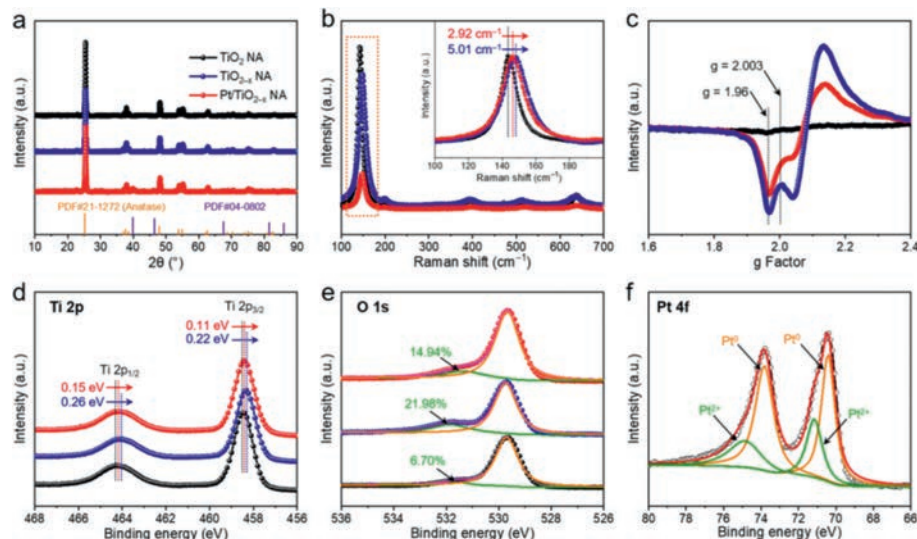 a
Intensity (a.u.)
TiO₂ NA
TiO₂₋ₓ NA
Pt/TiO₂₋ₓ NA
PDF#21-1272 (Anatase)
PDF#04-0802
10 20 30 40 50 60 70 80 90
2θ (°)
b
Intensity (a.u.)
2.92 cm⁻¹
5.01 cm⁻¹
Intensity (a.u.)
100 120 140 160 180
Raman shift (cm⁻¹)
100 200 300 400 500 600 700
Raman shift (cm⁻¹)
c
Intensity (a.u.)
g = 2.003
g = 1.96
1.6 1.8 2.0 2.2 2.4
g Factor
d
Ti 2p
Intensity (a.u.)
Ti 2p₃/₂
0.11 eV
0.22 eV
Ti 2p₁/₂
0.15 eV
0.26 eV
468 466 464 462 460 458 456
Binding energy (eV)
e
O 1s
Intensity (a.u.)
14.94%
21.98%
6.70%
536 534 532 530 528 526
Binding energy (eV)
f
Pt 4f
Intensity (a.u.)
Pt⁰
Pt⁰
Pt²⁺
Pt²⁺
80 77 74 71 68 66
Binding energy (eV)